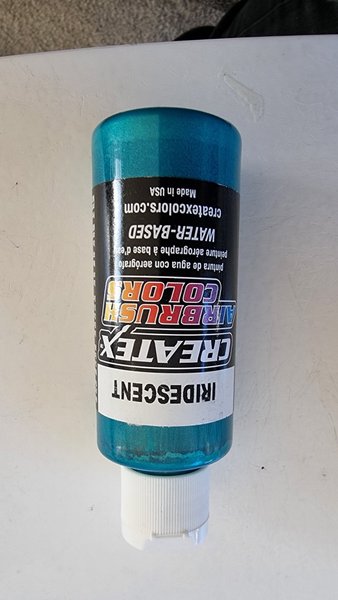 IRIDESCENT
CREATEX
AIRBRUSH
COLORS
pintura de agua con aerógrafo
peinture aérographe à base d'eau
WATER-BASED
createxcolors.com
Made in USA